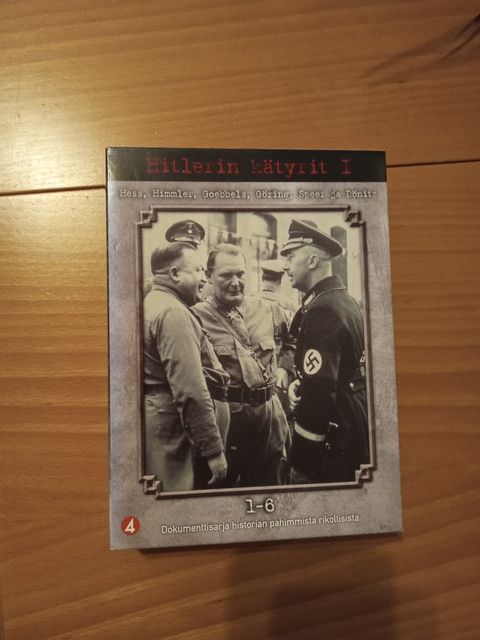 Hitlerin kätyrit I
Hess, Himmler, Goebbels, Göring, Speer ja Dönitz
1-6
4
Dokumenttisarja historian pahimmista rikollisista